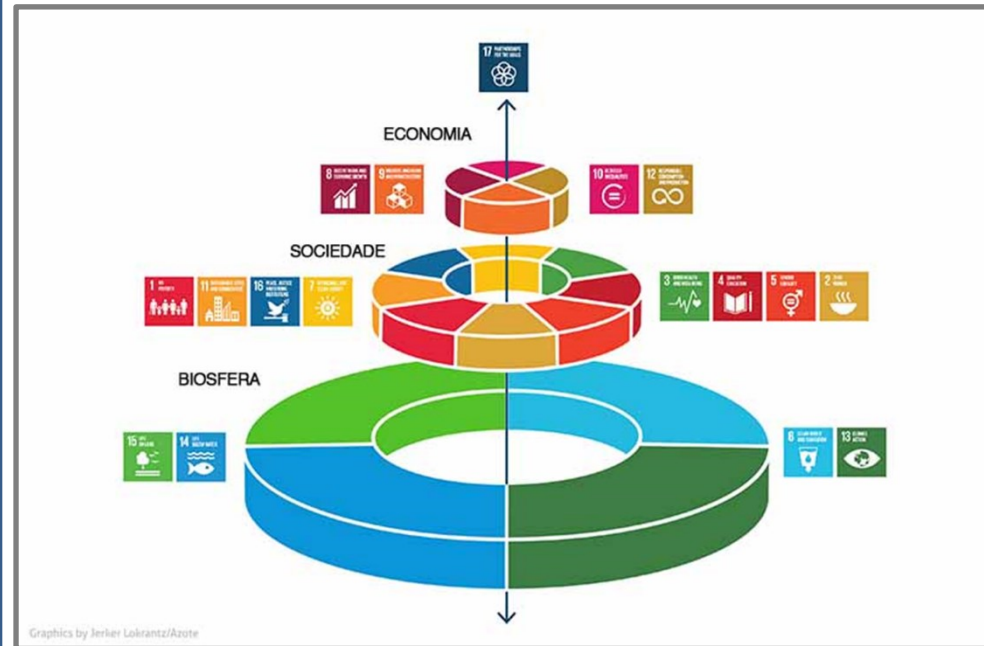 17 PARTNERSHIPS
FOR THE GOALS
ECONOMIA
8 DECENT WORK AND
ECONOMIC GROWTH
9 INDUSTRY, INNOVATION
AND INFRASTRUCTURE
10 REDUCED
INEQUALITIES
12 RESPONSIBLE
CONSUMPTION
AND PRODUCTION
SOCIEDADE
1 NO
POVERTY
11 SUSTAINABLE CITIES
AND COMMUNITIES
16 PEACE, JUSTICE
AND STRONG
INSTITUTIONS
7 AFFORDABLE AND
CLEAN ENERGY
3 GOOD HEALTH
AND WELL-BEING
4 QUALITY
EDUCATION
5 GENDER
EQUALITY
2 ZERO
HUNGER
BIOSFERA
15 LIFE
ON LAND
14 LIFE
BELOW WATER
6 CLEAN WATER
AND SANITATION
13 CLIMATE
ACTION
Graphics by Jerker Lokrantz/Azote